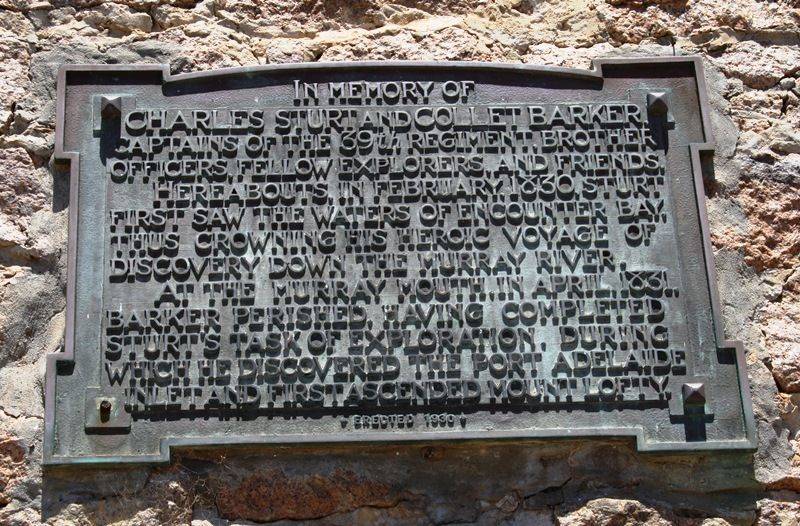 IN MEMORY OF
CHARLES STURT AND COLLET BARKER,
CAPTAINS OF THE 39th REGIMENT, BROTHER
OFFICERS, FELLOW EXPLORERS, AND FRIENDS.
HEREABOUTS, IN FEBRUARY, 1830, STURT
FIRST SAW THE WATERS OF ENCOUNTER BAY,
THUS CROWNING HIS HEROIC VOYAGE OF
DISCOVERY DOWN THE MURRAY RIVER.
AT THE MURRAY MOUTH, IN APRIL, 1831,
BARKER PERISHED, HAVING COMPLETED
STURT'S TASK OF EXPLORATION, DURING
WHICH HE DISCOVERED THE PORT ADELAIDE
INLET, AND FIRST ASCENDED MOUNT LOFTY.
ERECTED 1930